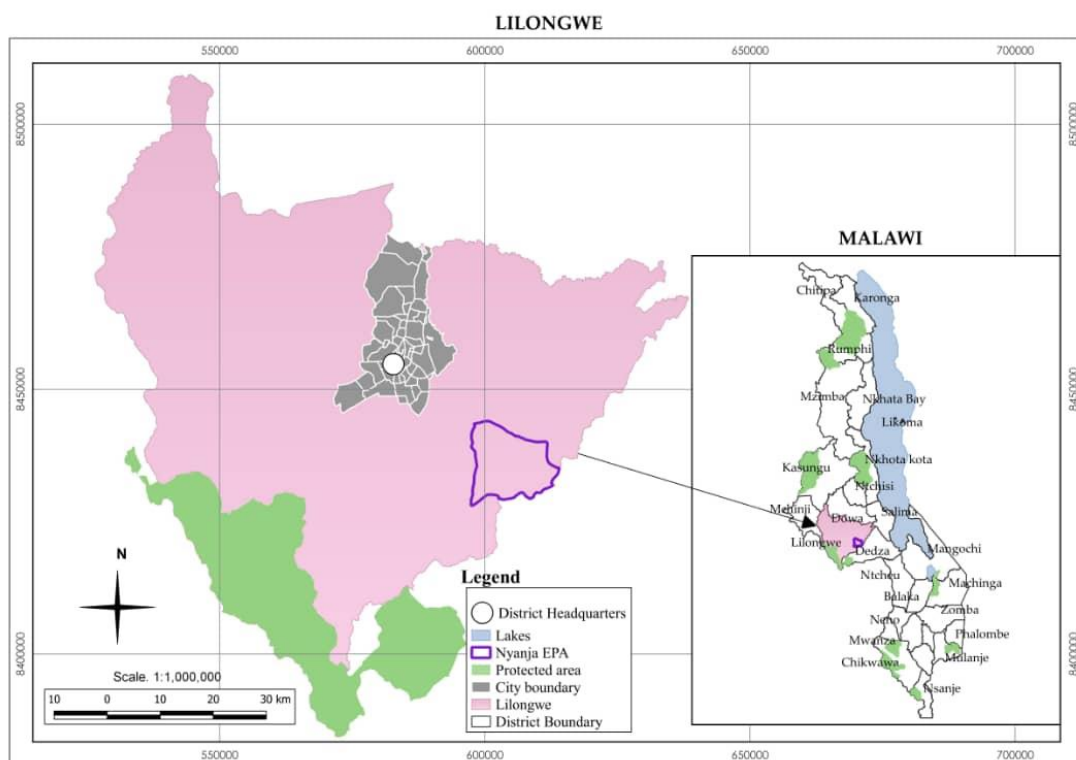 LILONGWE
550000
600000
650000
700000
8500000
8500000
8450000
8450000
8400000
8400000
MALAWI
Chitipa
Karonga
Rumphi
Mzimba
Nkhata Bay
Likoma
Kasungu
Nkhota kota
Ntchisi
Mchinji
Dowa
Salima
Lilongwe
Dedza
Mangochi
Ntcheu
Machinga
Balaka
Zomba
Neno
Mwanza
Phalombe
Chikwawa
Mulanje
Nsanje
N
Scale. 1:1,000,000
10 0 10 20 30 km
Legend
District Headquarters
Lakes
Nyanja EPA
Protected area
City boundary
Lilongwe
District Boundary
550000
600000
650000
700000